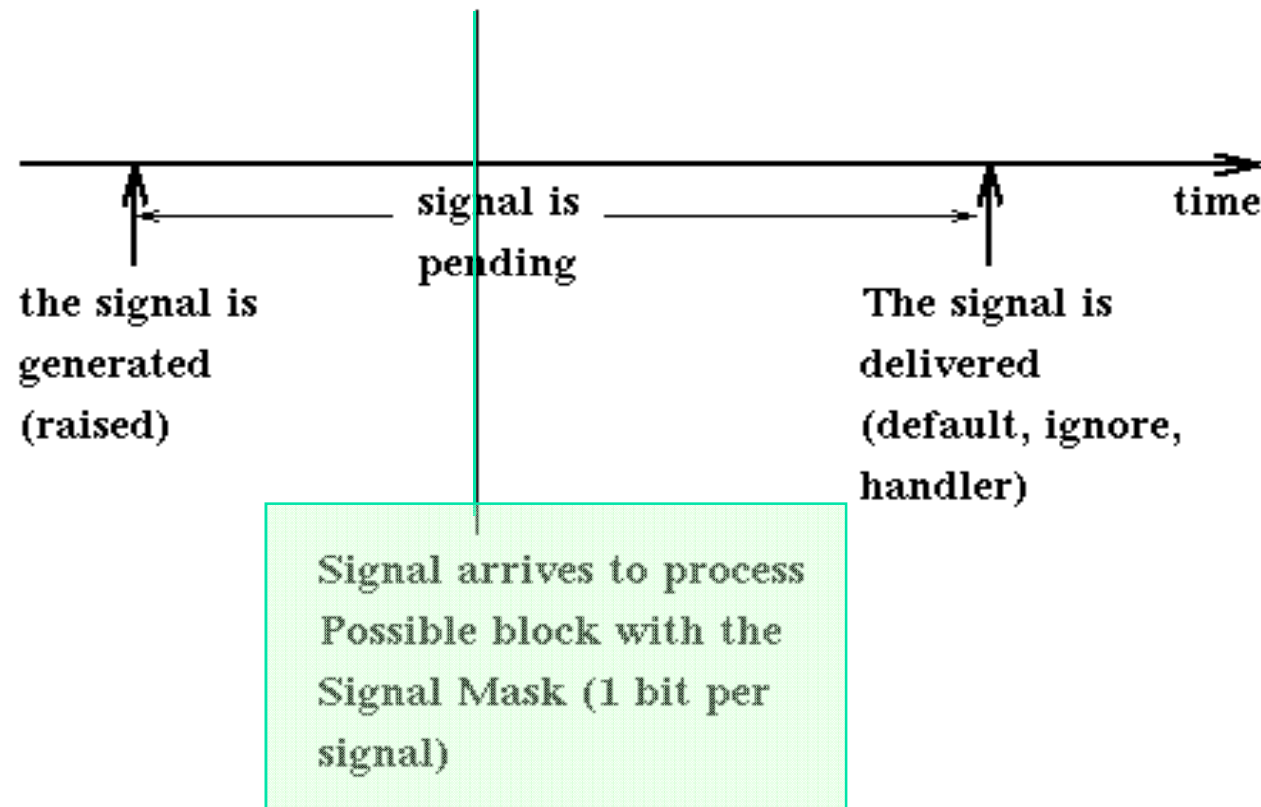 signal is
pending
time
the signal is
generated
(raised)
The signal is
delivered
(default, ignore,
handler)
Signal arrives to process
Possible block with the
Signal Mask (1 bit per
signal)